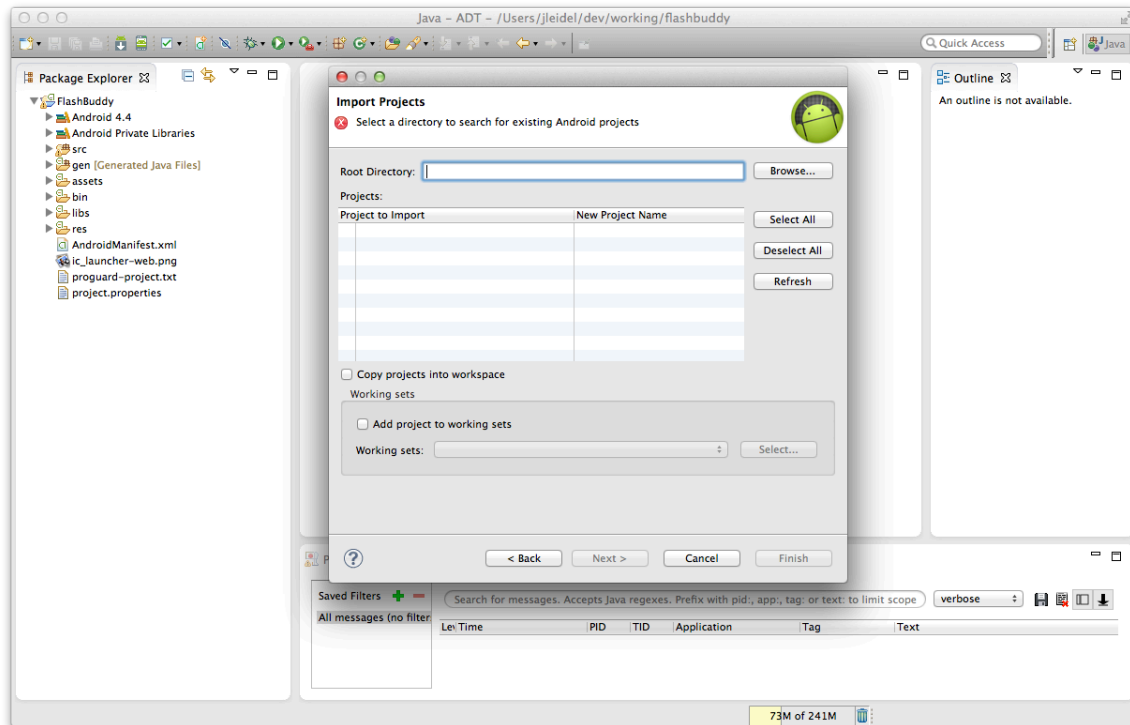 Java - ADT - /Users/jleidel/dev/working/flashbuddy
Quick Access
Java
Package Explorer
FlashBuddy
Android 4.4
Android Private Libraries
src
gen [Generated Java Files]
assets
bin
libs
res
AndroidManifest.xml
ic_launcher-web.png
proguard-project.txt
project.properties
Import Projects
Select a directory to search for existing Android projects
Root Directory:
Browse...
Projects:
Project to Import New Project Name
Select All
Deselect All
Refresh
Copy projects into workspace
Working sets
Add project to working sets
Working sets:
Select...
?
< Back Next > Cancel Finish
Outline
An outline is not available.
P
Saved Filters
All messages (no filter
Search for messages. Accepts Java regexes. Prefix with pid:, app:, tag: or text: to limit scope
verbose
Le Time PID TID Application Tag Text
73M of 241M